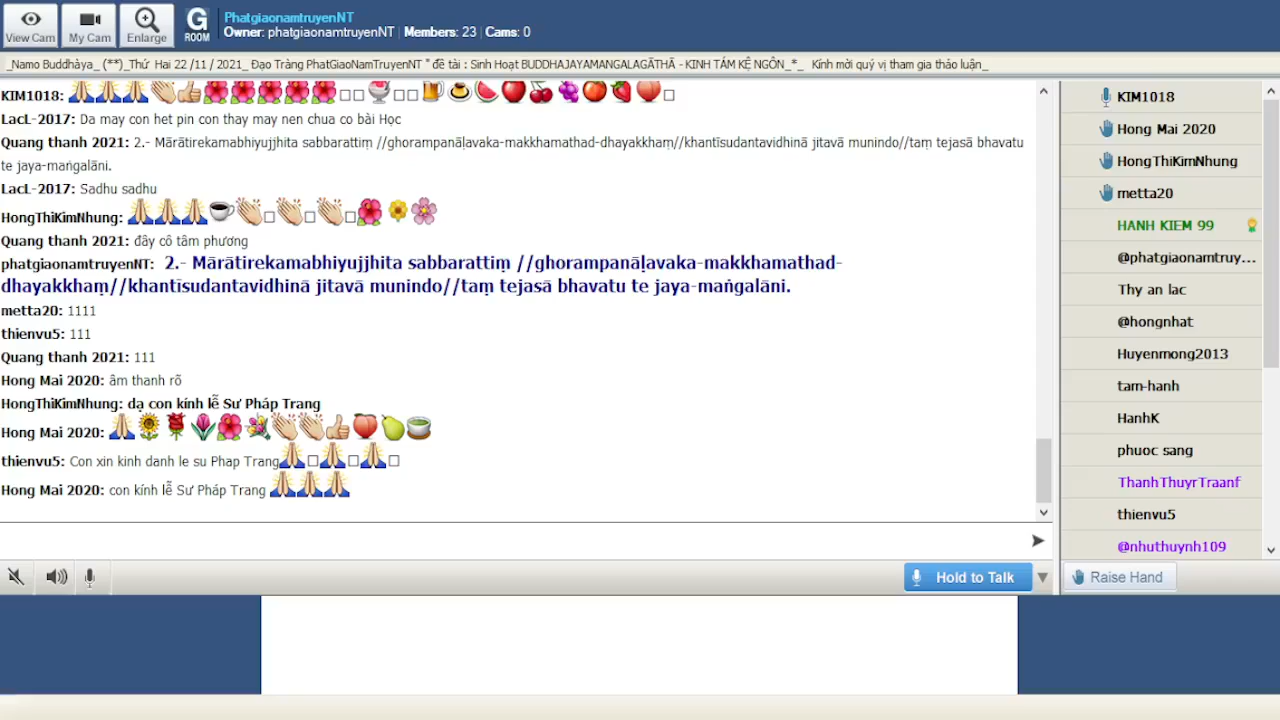 PhatgiaonamtruyenNT
Owner: phatgiaonamtruyenNT | Members: 23 | Cams: 0
View Cam
My Cam
Enlarge
G ROOM
_Namo Buddhàya_ (**)_Thứ Hai 22 /11 / 2021_ Đạo Tràng PhatGiaoNamTruyenNT " đề tài : Sinh Hoạt BUDDHAJAYAMANGALAGĀTHĀ - KINH TÁM KỆ NGÔN_*_ Kính mời quý vị tham gia thảo luận_
KIM1018: 🙏🙏🙏👏👍🌺🌺🌺🌺🌺□□🍨□□🍺🍮🍉🍎🍒🍇🍊🍓🍑□
LacL-2017: Da may con het pin con thay may nen chua co bài Học
Quang thanh 2021: 2.- Mārātirekamabhiyujjhita sabbarattiṃ //ghorampanāḷavaka-makkhamathad-dhayakkhaṃ//khantīsudantavidhinā jitavā munindo//taṃ tejasā bhavatu
te jaya-maṅgalāni.
LacL-2017: Sadhu sadhu
HongThiKimNhung: 🙏🙏🙏☕👏□👏□👏□🌺🌼🌸
Quang thanh 2021: đây cô tâm phương
phatgiaonamtruyenNT: 2.- Mārātirekamabhiyujjhita sabbarattiṃ //ghorampanāḷavaka-makkhamathad-
dhayakkhaṃ//khantīsudantavidhinā jitavā munindo//taṃ tejasā bhavatu te jaya-maṅgalāni.
metta20: 1111
thienvu5: 111
Quang thanh 2021: 111
Hong Mai 2020: âm thanh rõ
HongThiKimNhung: dạ con kính lễ Sư Pháp Trang
Hong Mai 2020: 🙏🌻🌹🌷🌺💐👏👏👍🍑🍐🍵
thienvu5: Con xin kinh danh le su Phap Trang🙏□🙏□🙏□
Hong Mai 2020: con kính lễ Sư Pháp Trang 🙏🙏🙏
Hold to Talk
KIM1018
Hong Mai 2020
HongThiKimNhung
metta20
HANH KIEM 99
@phatgiaonamtruy...
Thy an lac
@hongnhat
Huyenmong2013
tam-hanh
HanhK
phuoc sang
ThanhThuyrTraanf
thienvu5
@nhuthuynh109
Raise Hand